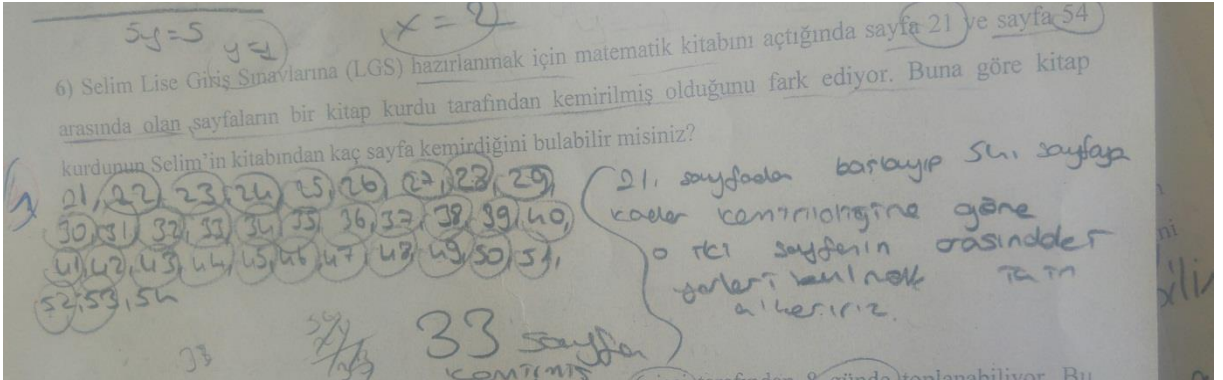 5y=5 y=1 x=2
6) Selim Lise Giriş Sınavlarına (LGS) hazırlanmak için matematik kitabını açtığında sayfa 21 ve sayfa 54
arasında olan sayfaların bir kitap kurdu tarafından kemirilmiş olduğunu fark ediyor. Buna göre kitap
kurdunun Selim'in kitabından kaç sayfa kemirdiğini bulabilir misiniz?
21, 22, 23, 24, 25, 26, 27, 28, 29,
30, 31, 32, 33, 34, 35, 36, 37, 38, 39, 40,
41, 42, 43, 44, 45, 46, 47, 48, 49, 50, 51,
52, 53, 54
21. sayfadan başlayıp 54. sayfaya
kadar kemirildiğine göre
o iki sayfanın
için
33 sayfa
kemirmiş
33
günde toplanabiliyor. Bu